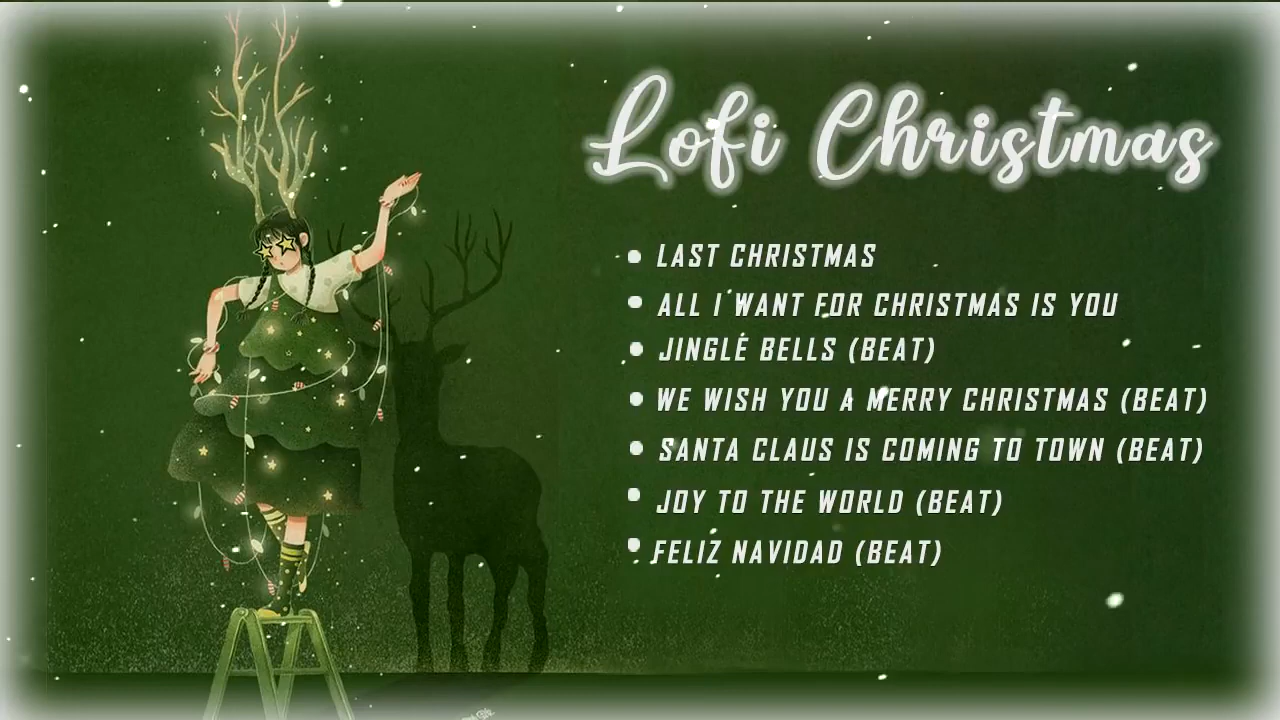 Lofi Christmas
LAST CHRISTMAS
ALL I WANT FOR CHRISTMAS IS YOU
JINGLE BELLS (BEAT)
WE WISH YOU A MERRY CHRISTMAS (BEAT)
SANTA CLAUS IS COMING TO TOWN (BEAT)
JOY TO THE WORLD (BEAT)
FELIZ NAVIDAD (BEAT)